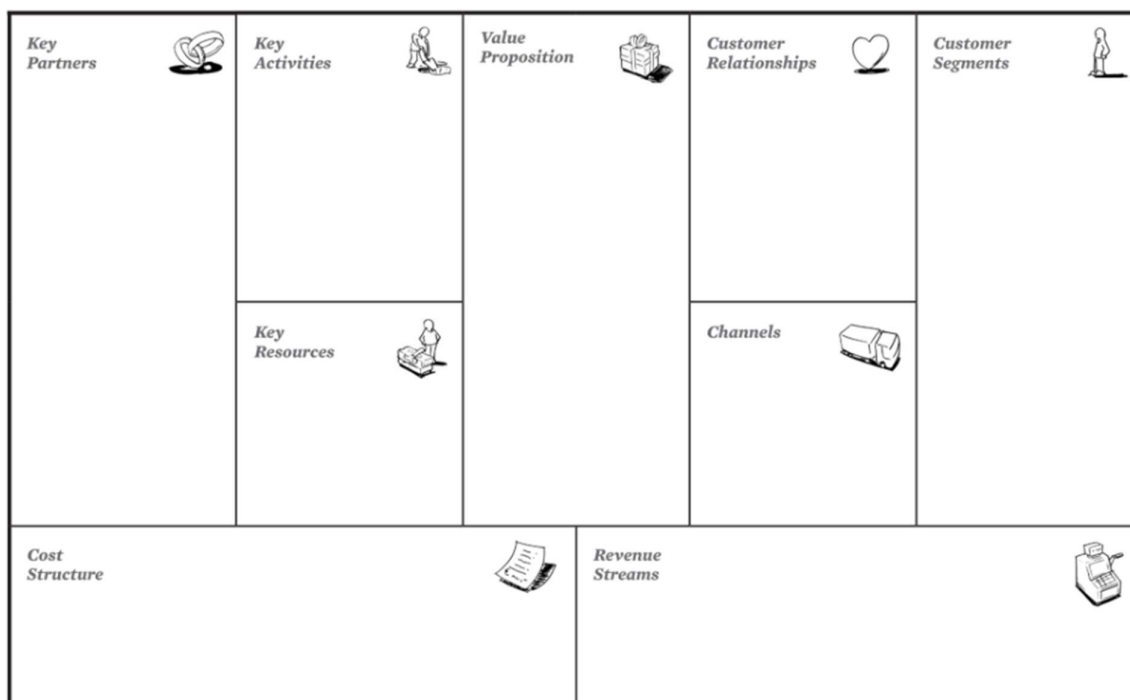 Key
Partners
Key
Activities
Value
Proposition
Customer
Relationships
Customer
Segments
Key
Resources
Channels
Cost
Structure
Revenue
Streams